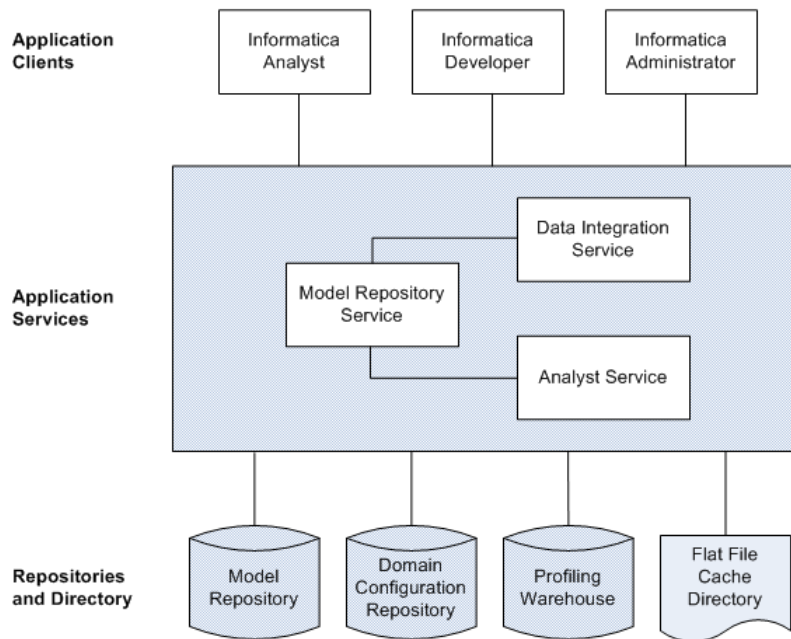 Application
Clients
Informatica
Analyst
Informatica
Developer
Informatica
Administrator
Application
Services
Data Integration
Service
Model Repository
Service
Analyst Service
Repositories
and Directory
Model
Repository
Domain
Configuration
Repository
Profiling
Warehouse
Flat File
Cache
Directory